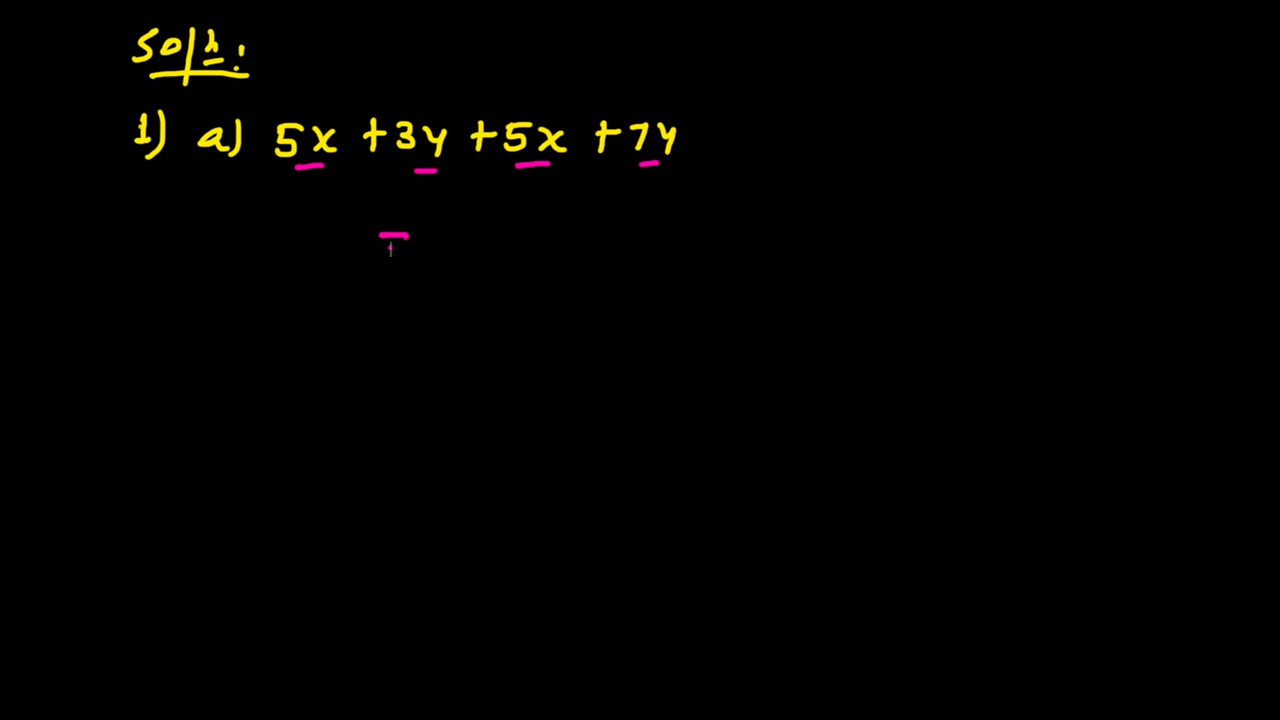 Soln:
1) a) 5x + 3y + 5x + 7y